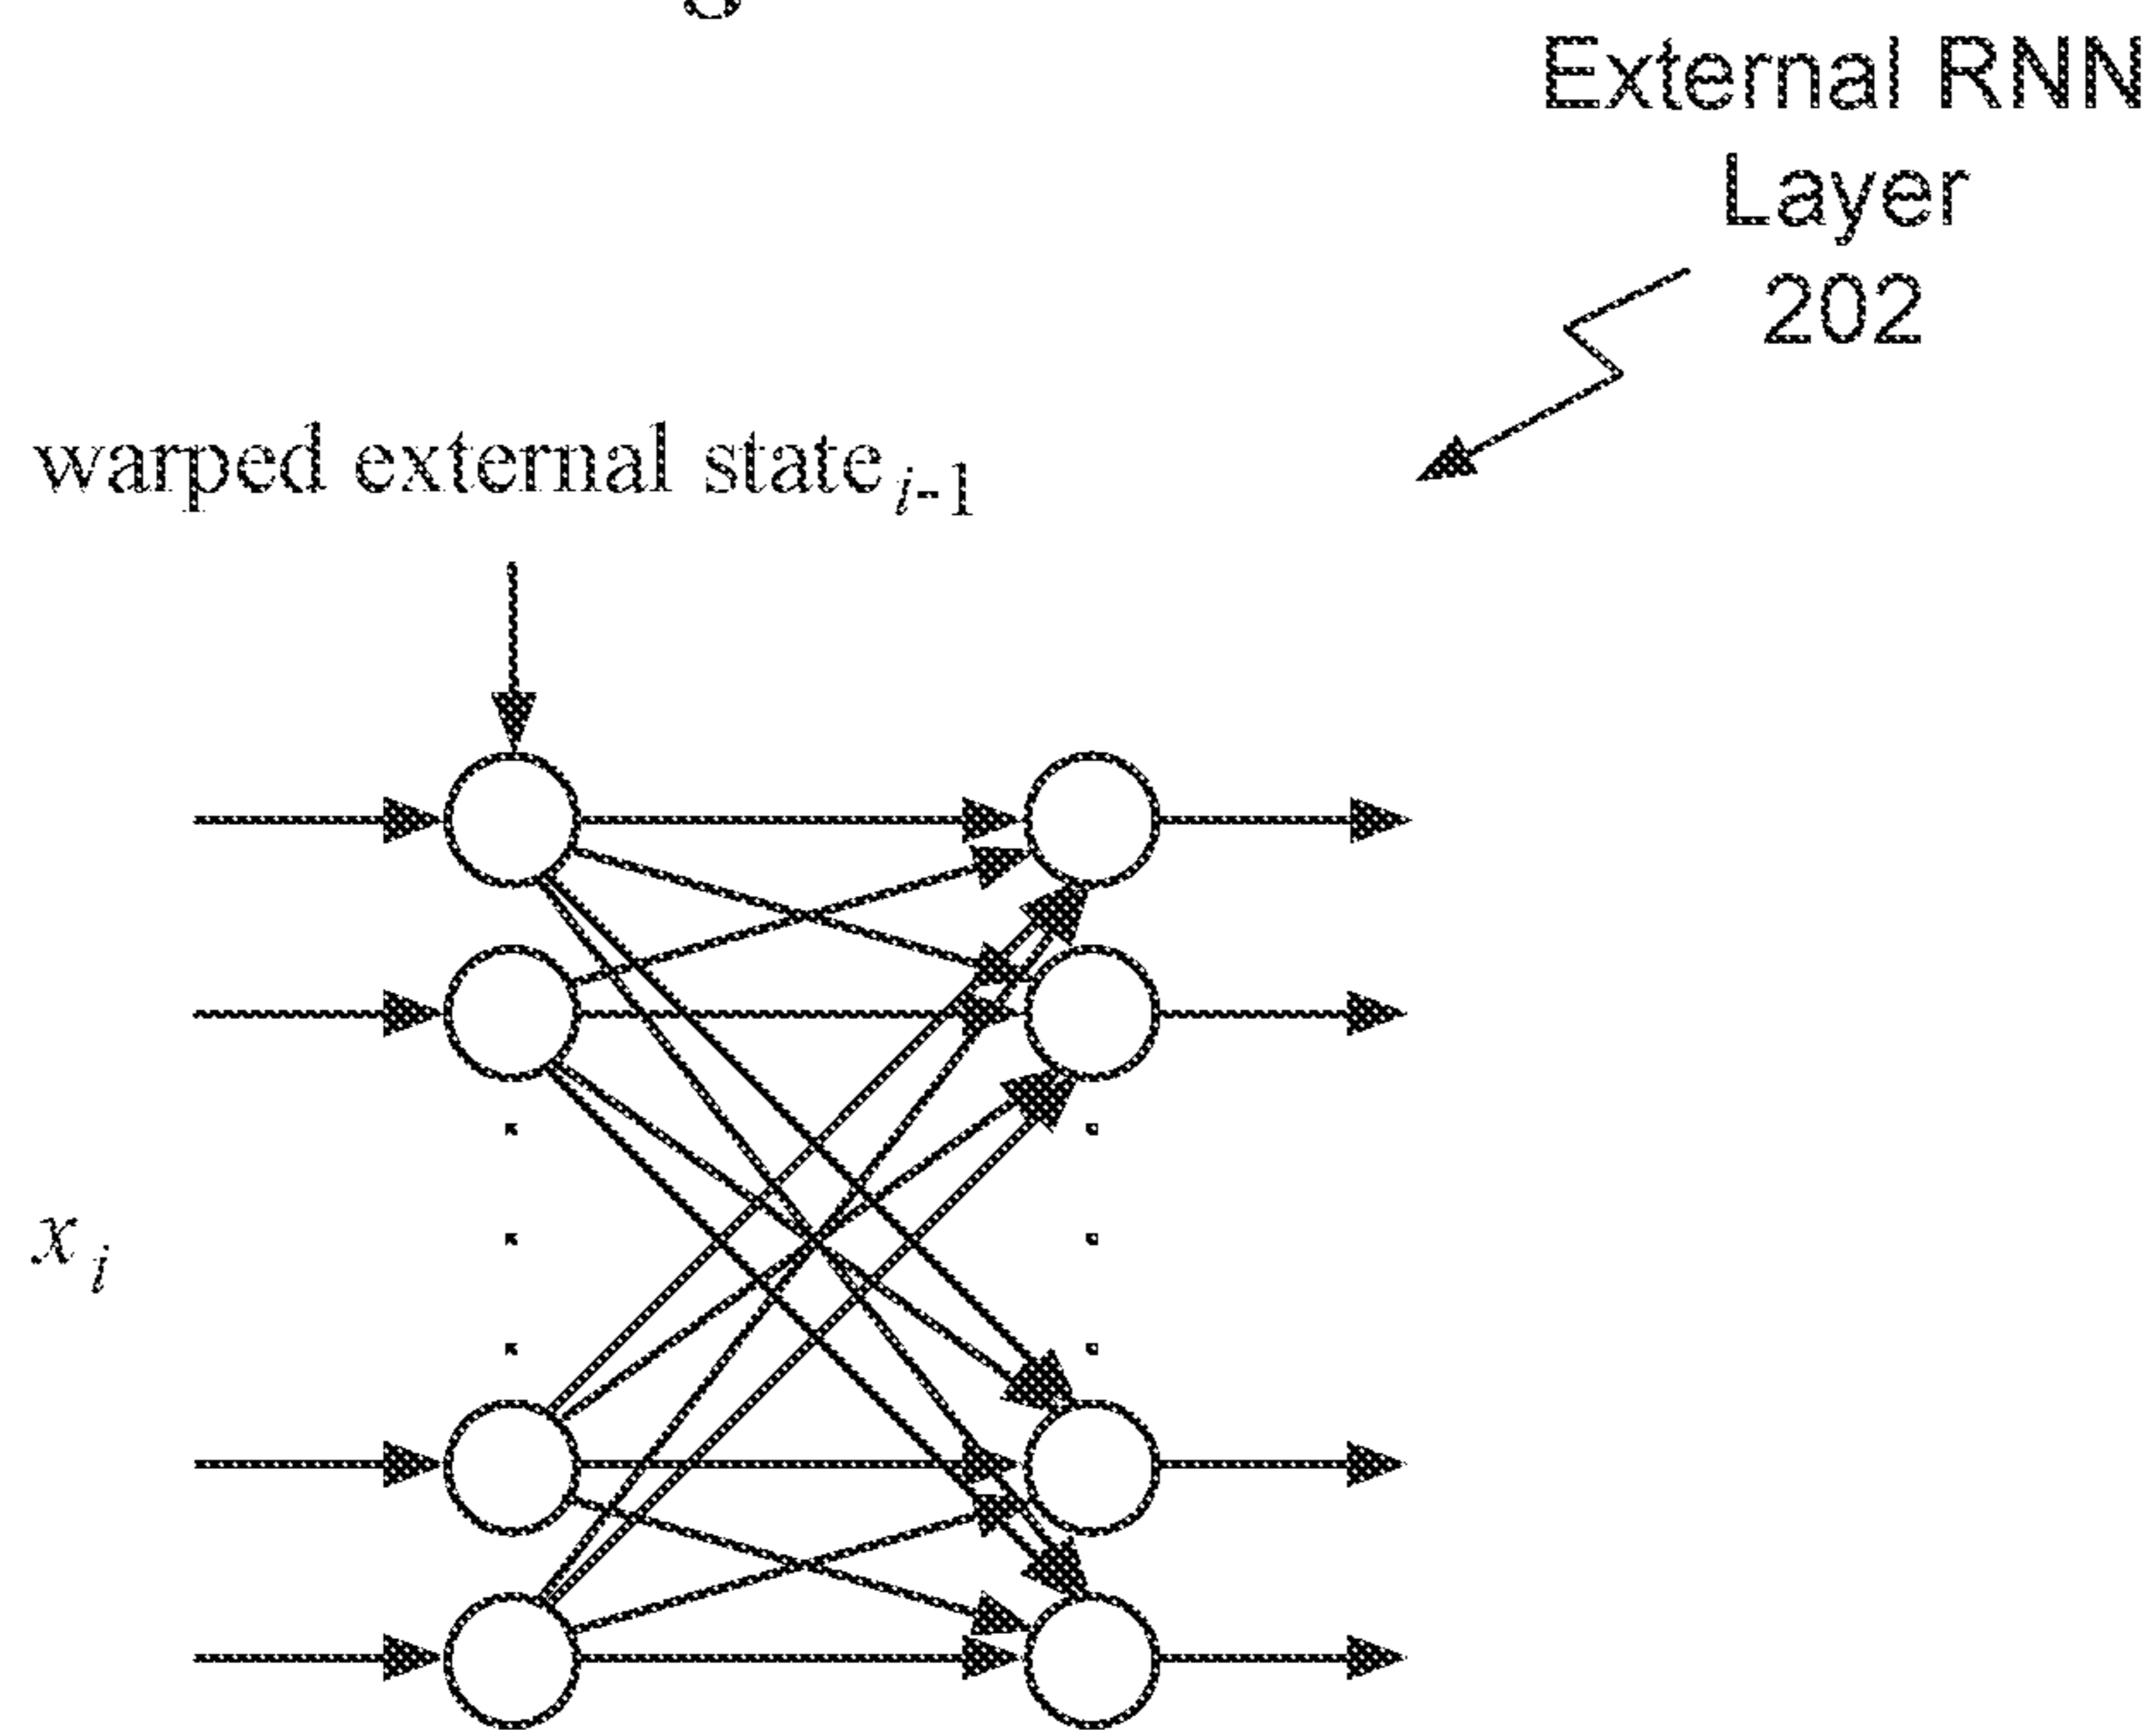 External RNN
Layer
202
warped external state i-1
x i